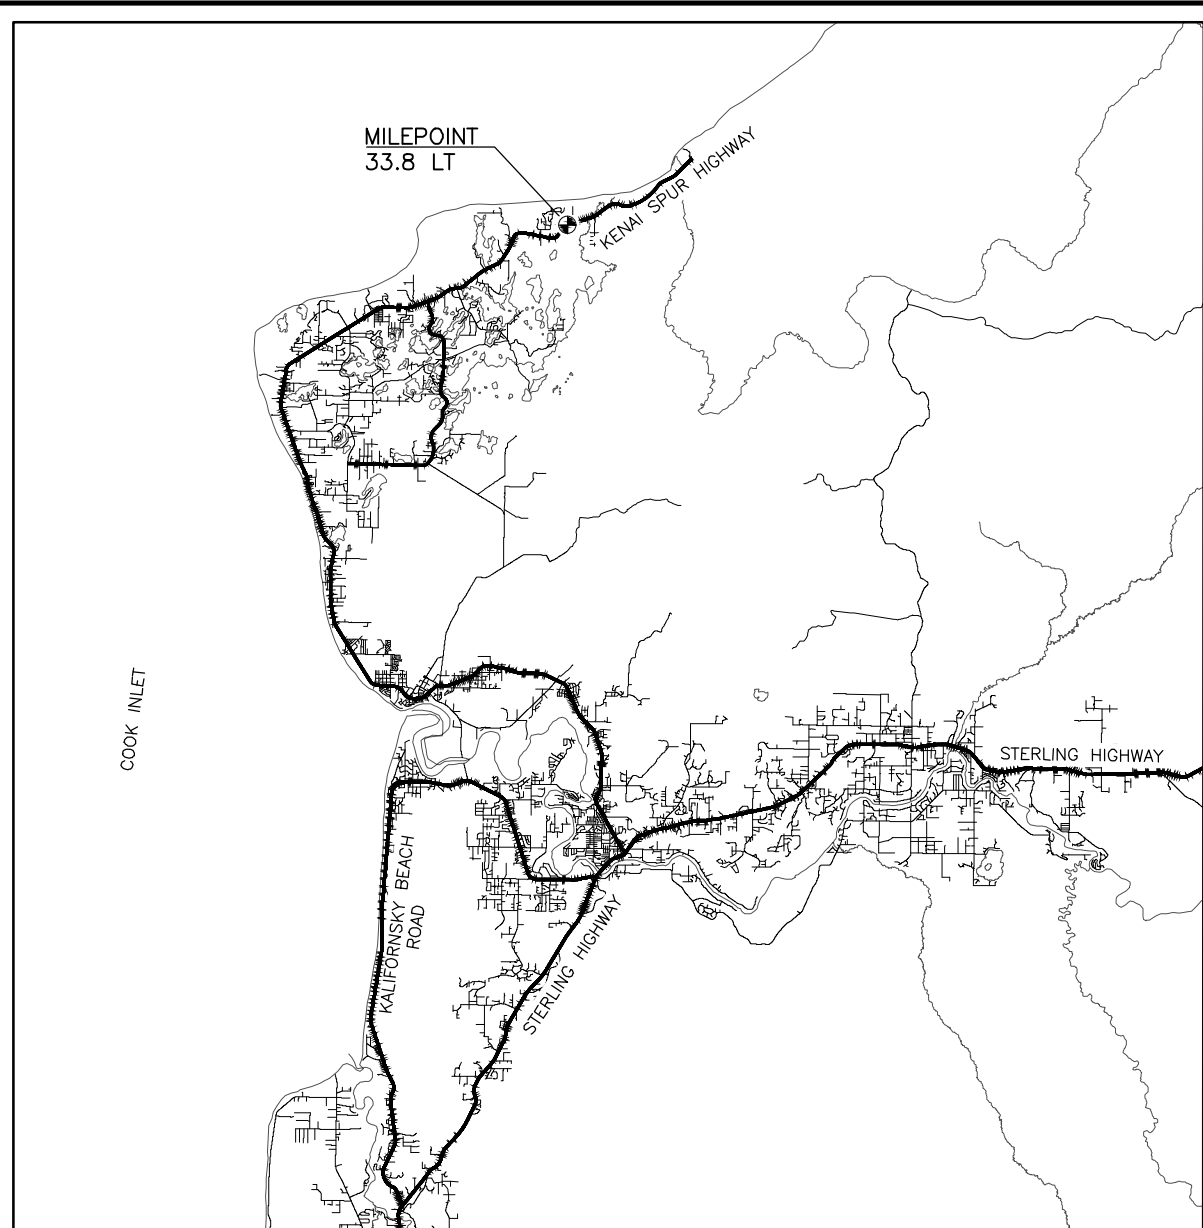 MILEPOINT
33.8 LT
KENAI SPUR HIGHWAY
COOK INLET
STERLING HIGHWAY
KALIFORNSKY BEACH
ROAD
STERLING HIGHWAY